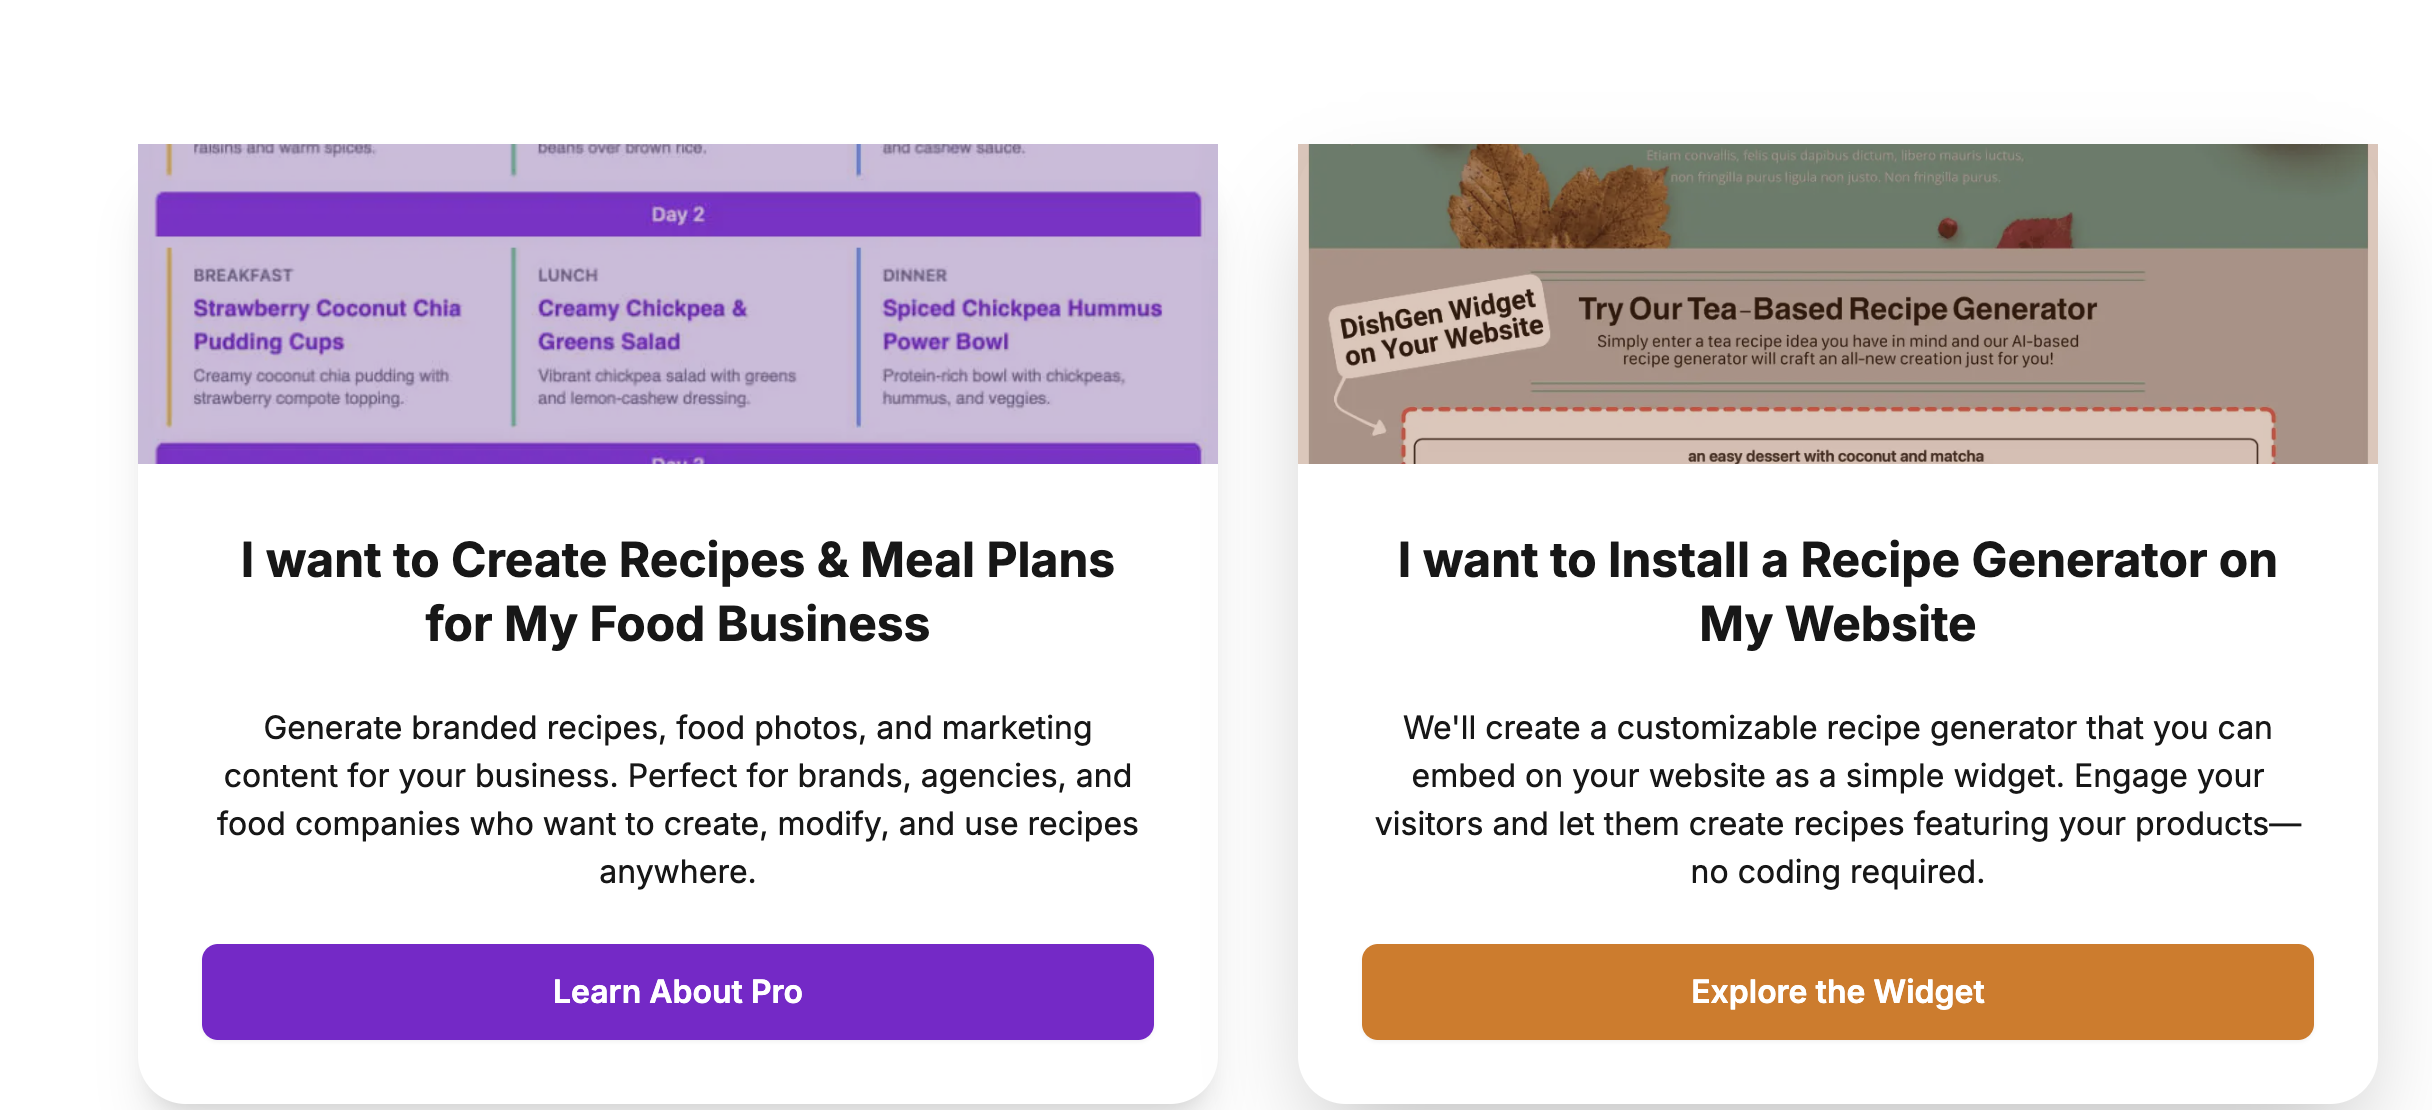 raisins and warm spices.
beans over brown rice.
and cashew sauce.
Day 2
BREAKFAST
Strawberry Coconut Chia
Pudding Cups
Creamy coconut chia pudding with
strawberry compote topping.
LUNCH
Creamy Chickpea &
Greens Salad
Vibrant chickpea salad with greens
and lemon-cashew dressing.
DINNER
Spiced Chickpea Hummus
Power Bowl
Protein-rich bowl with chickpeas,
hummus, and veggies.
Day 3
I want to Create Recipes & Meal Plans
for My Food Business
Generate branded recipes, food photos, and marketing
content for your business. Perfect for brands, agencies, and
food companies who want to create, modify, and use recipes
anywhere.
Learn About Pro
Etiam convallis, felis quis dapibus dictum, libero mauris luctus,
non fringilla purus ligula non justo. Non fringilla purus.
DishGen Widget
on Your Website
Try Our Tea-Based Recipe Generator
Simply enter a tea recipe idea you have in mind and our AI-based
recipe generator will craft an all-new creation just for you!
an easy dessert with coconut and matcha
I want to Install a Recipe Generator on
My Website
We'll create a customizable recipe generator that you can
embed on your website as a simple widget. Engage your
visitors and let them create recipes featuring your products—
no coding required.
Explore the Widget